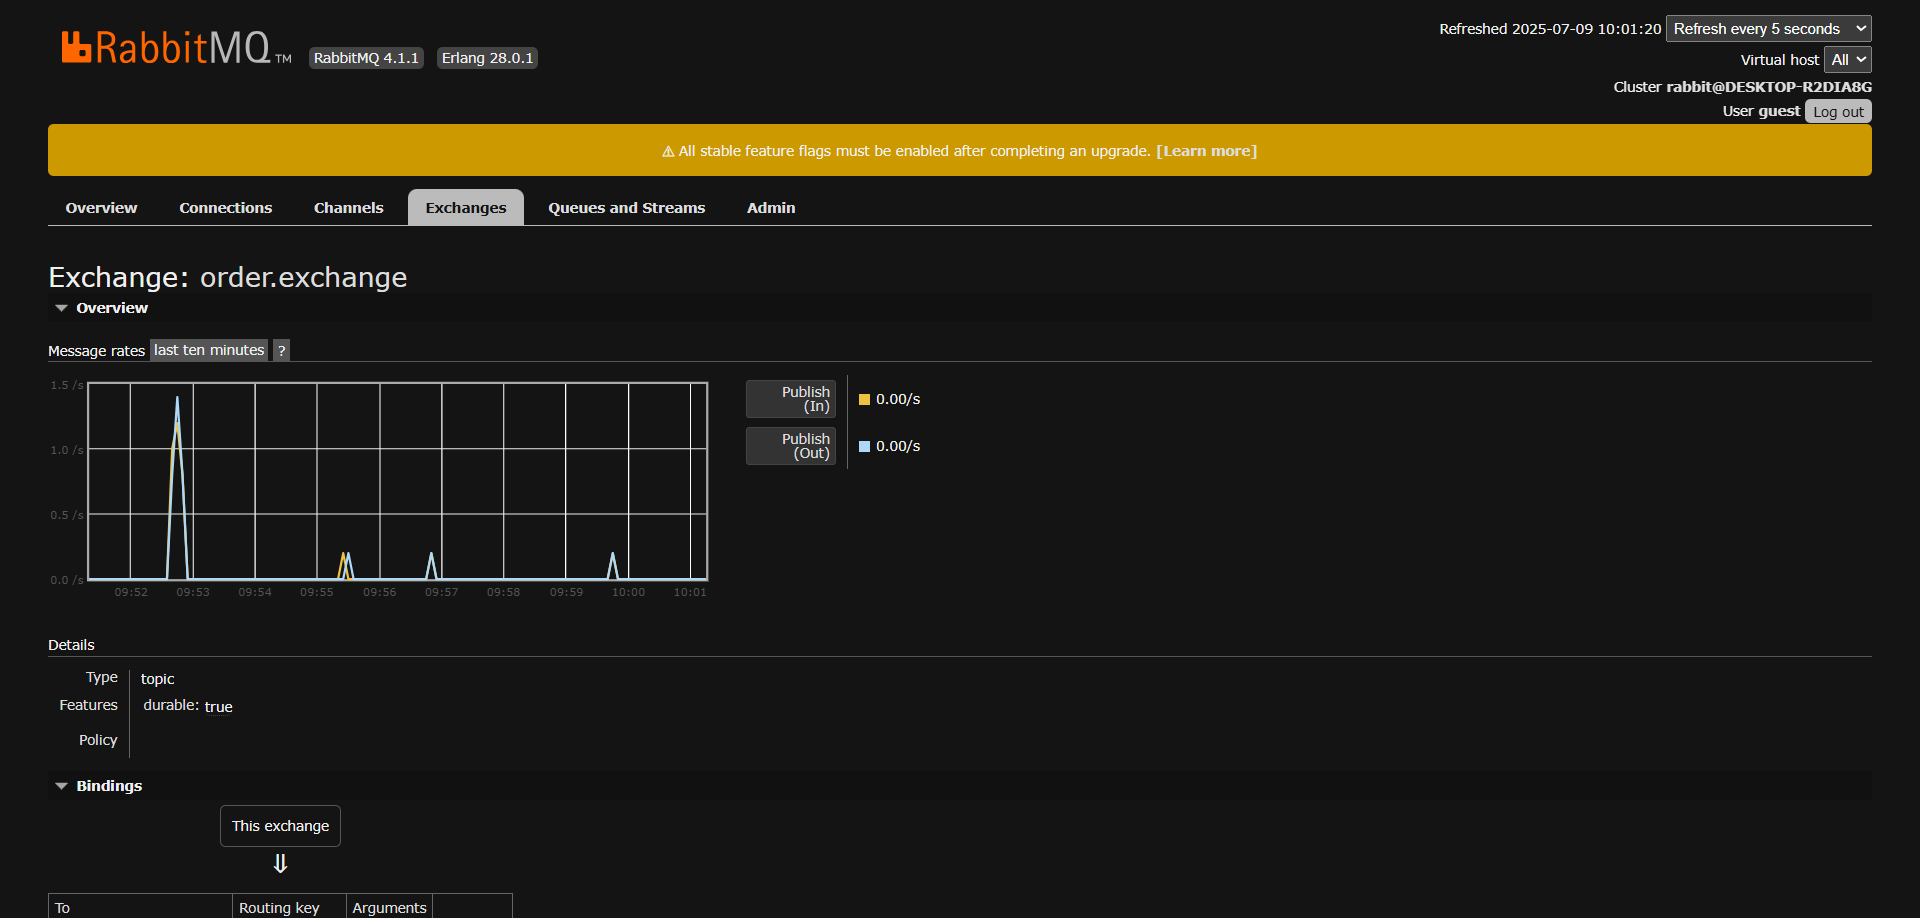 RabbitMQ TM
RabbitMQ 4.1.1
Erlang 28.0.1
Refreshed 2025-07-09 10:01:20
Refresh every 5 seconds
Virtual host
All
Cluster rabbit@DESKTOP-R2DIA8G
User guest
Log out
⚠ All stable feature flags must be enabled after completing an upgrade. [Learn more]
Overview
Connections
Channels
Exchanges
Queues and Streams
Admin
Exchange: order.exchange
Overview
Message rates last ten minutes ?
1.5 /s
1.0 /s
0.5 /s
0.0 /s
09:52 09:53 09:54 09:55 09:56 09:57 09:58 09:59 10:00 10:01
Publish
(In)
0.00/s
Publish
(Out)
0.00/s
Details
Type topic
Features durable: true
Policy
Bindings
This exchange
⇓
To Routing key Arguments